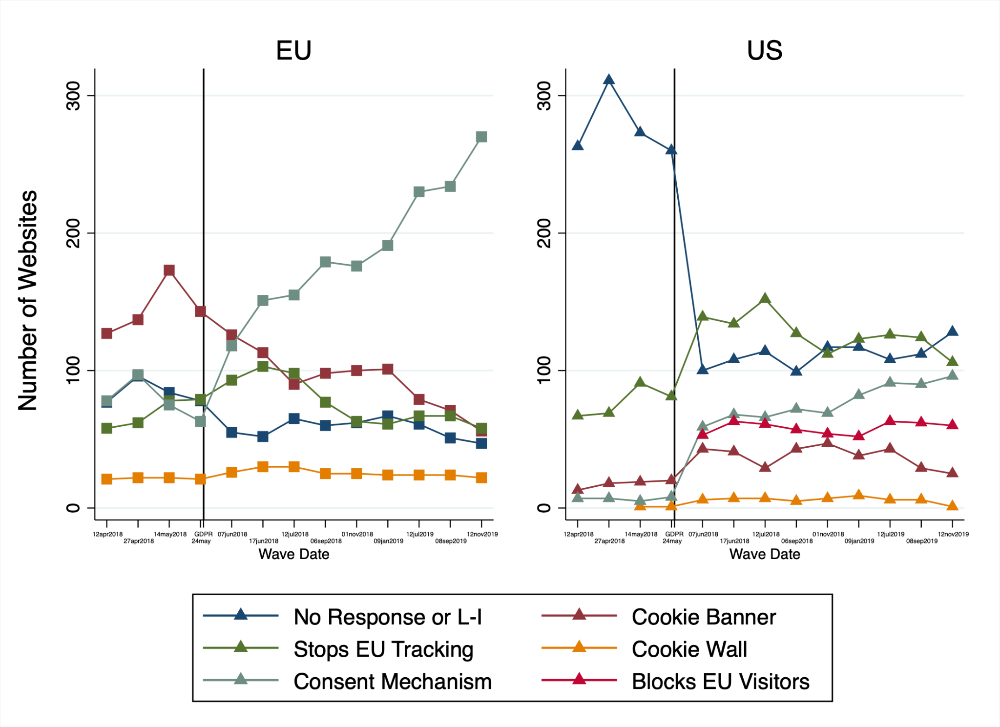 EU
US
Number of Websites
300
200
100
0
12apr2018
27apr2018
14may2018
GDPR
24may
07jun2018
17jun2018
12jul2018
06sep2018
01nov2018
09jan2019
12jul2019
08sep2019
12nov2019
Wave Date
300
200
100
0
12apr2018
27apr2018
14may2018
GDPR
24may
07jun2018
17jun2018
12jul2018
06sep2018
01nov2018
09jan2019
12jul2019
08sep2019
12nov2019
Wave Date
No Response or L-I
Cookie Banner
Stops EU Tracking
Cookie Wall
Consent Mechanism
Blocks EU Visitors